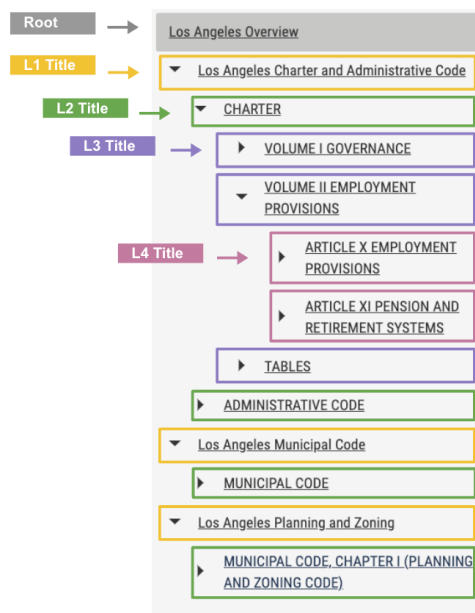 Root
Los Angeles Overview
L1 Title
Los Angeles Charter and Administrative Code
L2 Title
CHARTER
L3 Title
VOLUME I GOVERNANCE
VOLUME II EMPLOYMENT
PROVISIONS
L4 Title
ARTICLE X EMPLOYMENT
PROVISIONS
ARTICLE XI PENSION AND
RETIREMENT SYSTEMS
TABLES
ADMINISTRATIVE CODE
Los Angeles Municipal Code
MUNICIPAL CODE
Los Angeles Planning and Zoning
MUNICIPAL CODE, CHAPTER I (PLANNING
AND ZONING CODE)